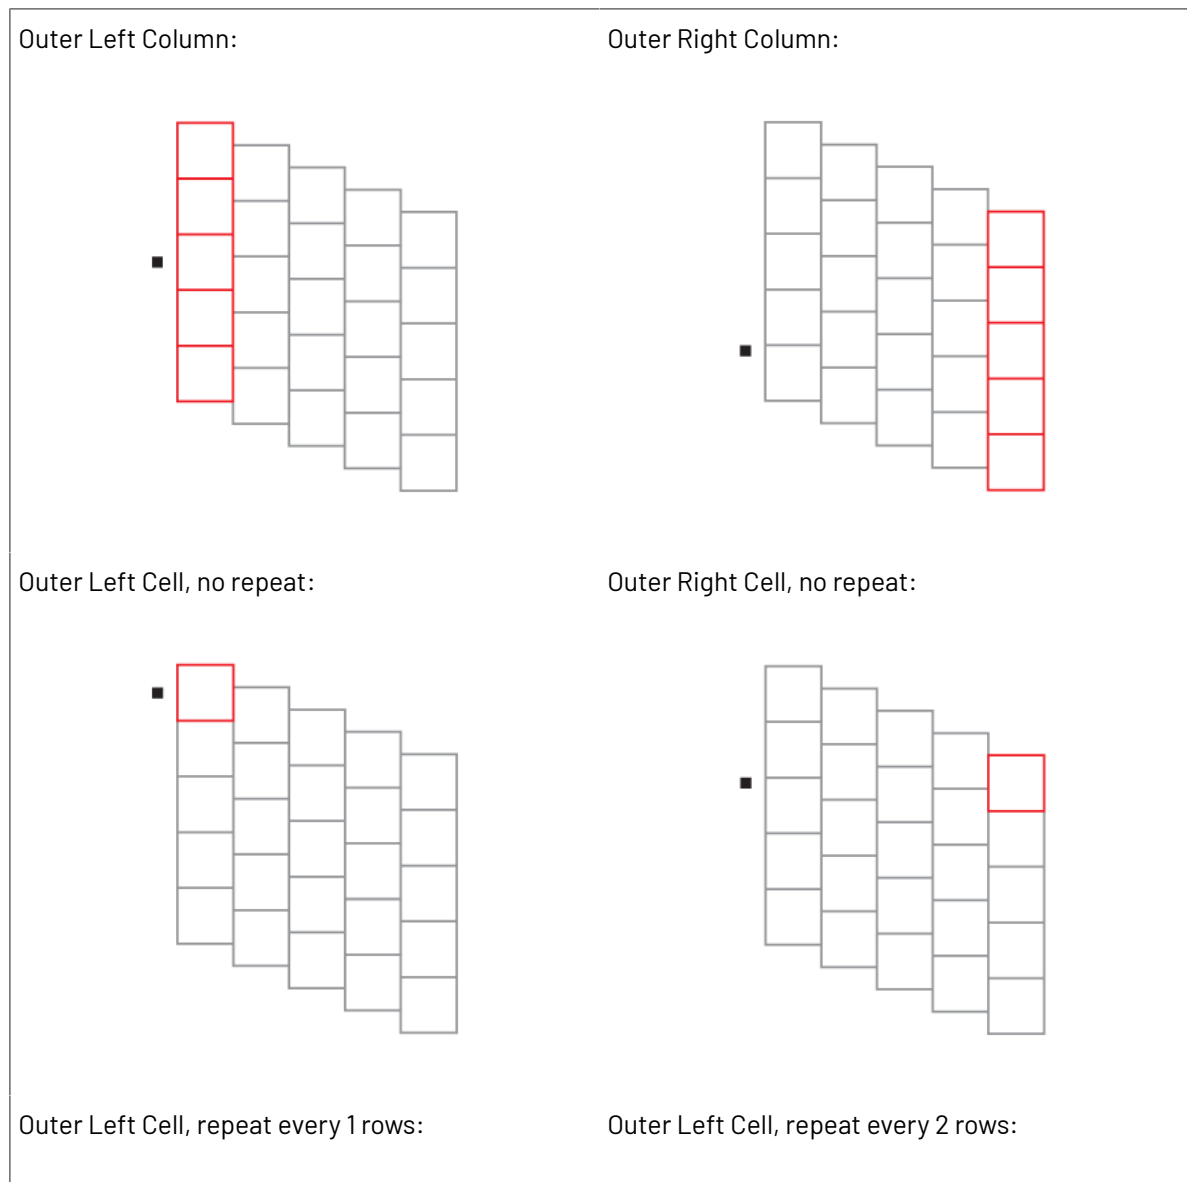 Outer Left Column:
Outer Right Column:
Outer Left Cell, no repeat:
Outer Right Cell, no repeat:
Outer Left Cell, repeat every 1 rows:
Outer Left Cell, repeat every 2 rows: